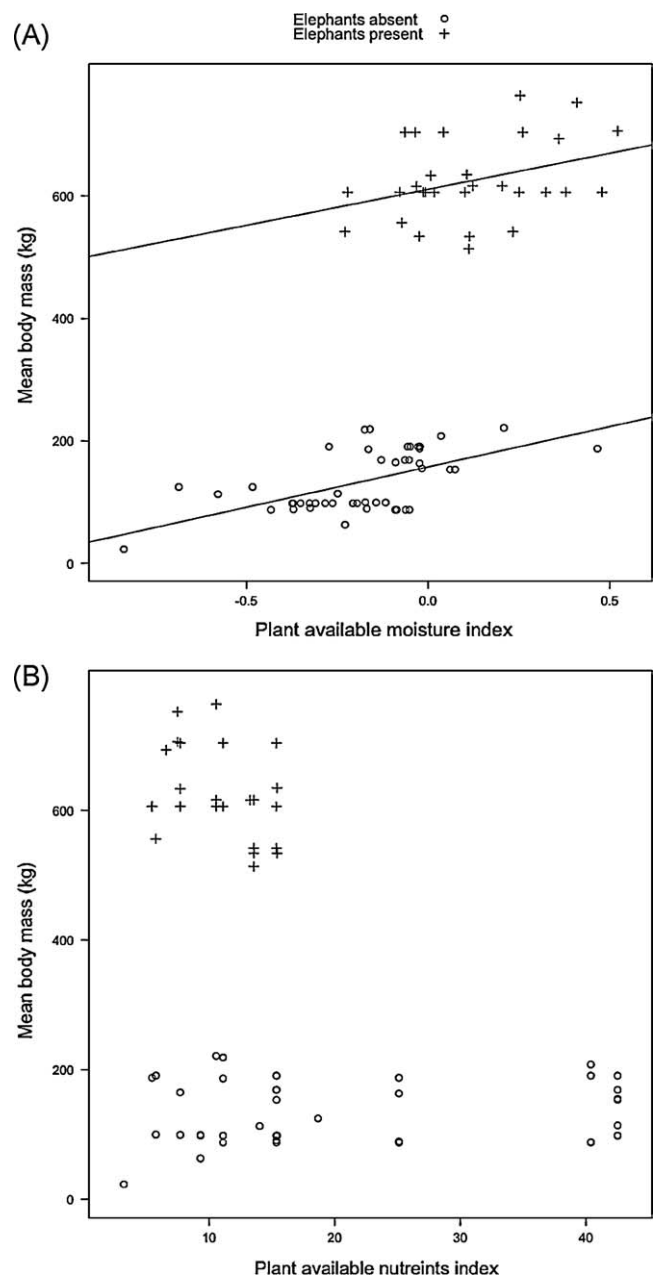 Elephants absent o
Elephants present +
(A)
600
400
200
0
Mean body mass (kg)
-0.5 0.0 0.5
Plant available moisture index
(B)
600
400
200
0
Mean body mass (kg)
10 20 30 40
Plant available nutreints index